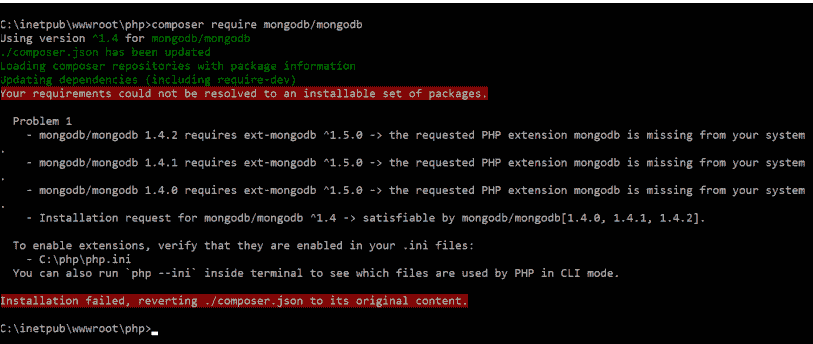 C:\inetpub\wwwroot\php>composer require mongodb/mongodb
Using version ^1.4 for mongodb/mongodb
./composer.json has been updated
Loading composer repositories with package information
Updating dependencies (including require-dev)
Your requirements could not be resolved to an installable set of packages.
Problem 1
- mongodb/mongodb 1.4.2 requires ext-mongodb ^1.5.0 -> the requested PHP extension mongodb is missing from your system
.
- mongodb/mongodb 1.4.1 requires ext-mongodb ^1.5.0 -> the requested PHP extension mongodb is missing from your system
.
- mongodb/mongodb 1.4.0 requires ext-mongodb ^1.5.0 -> the requested PHP extension mongodb is missing from your system
.
- Installation request for mongodb/mongodb ^1.4 -> satisfiable by mongodb/mongodb[1.4.0, 1.4.1, 1.4.2].
To enable extensions, verify that they are enabled in your .ini files:
- C:\php\php.ini
You can also run `php --ini` inside terminal to see which files are used by PHP in CLI mode.
Installation failed, reverting ./composer.json to its original content.
C:\inetpub\wwwroot\php>